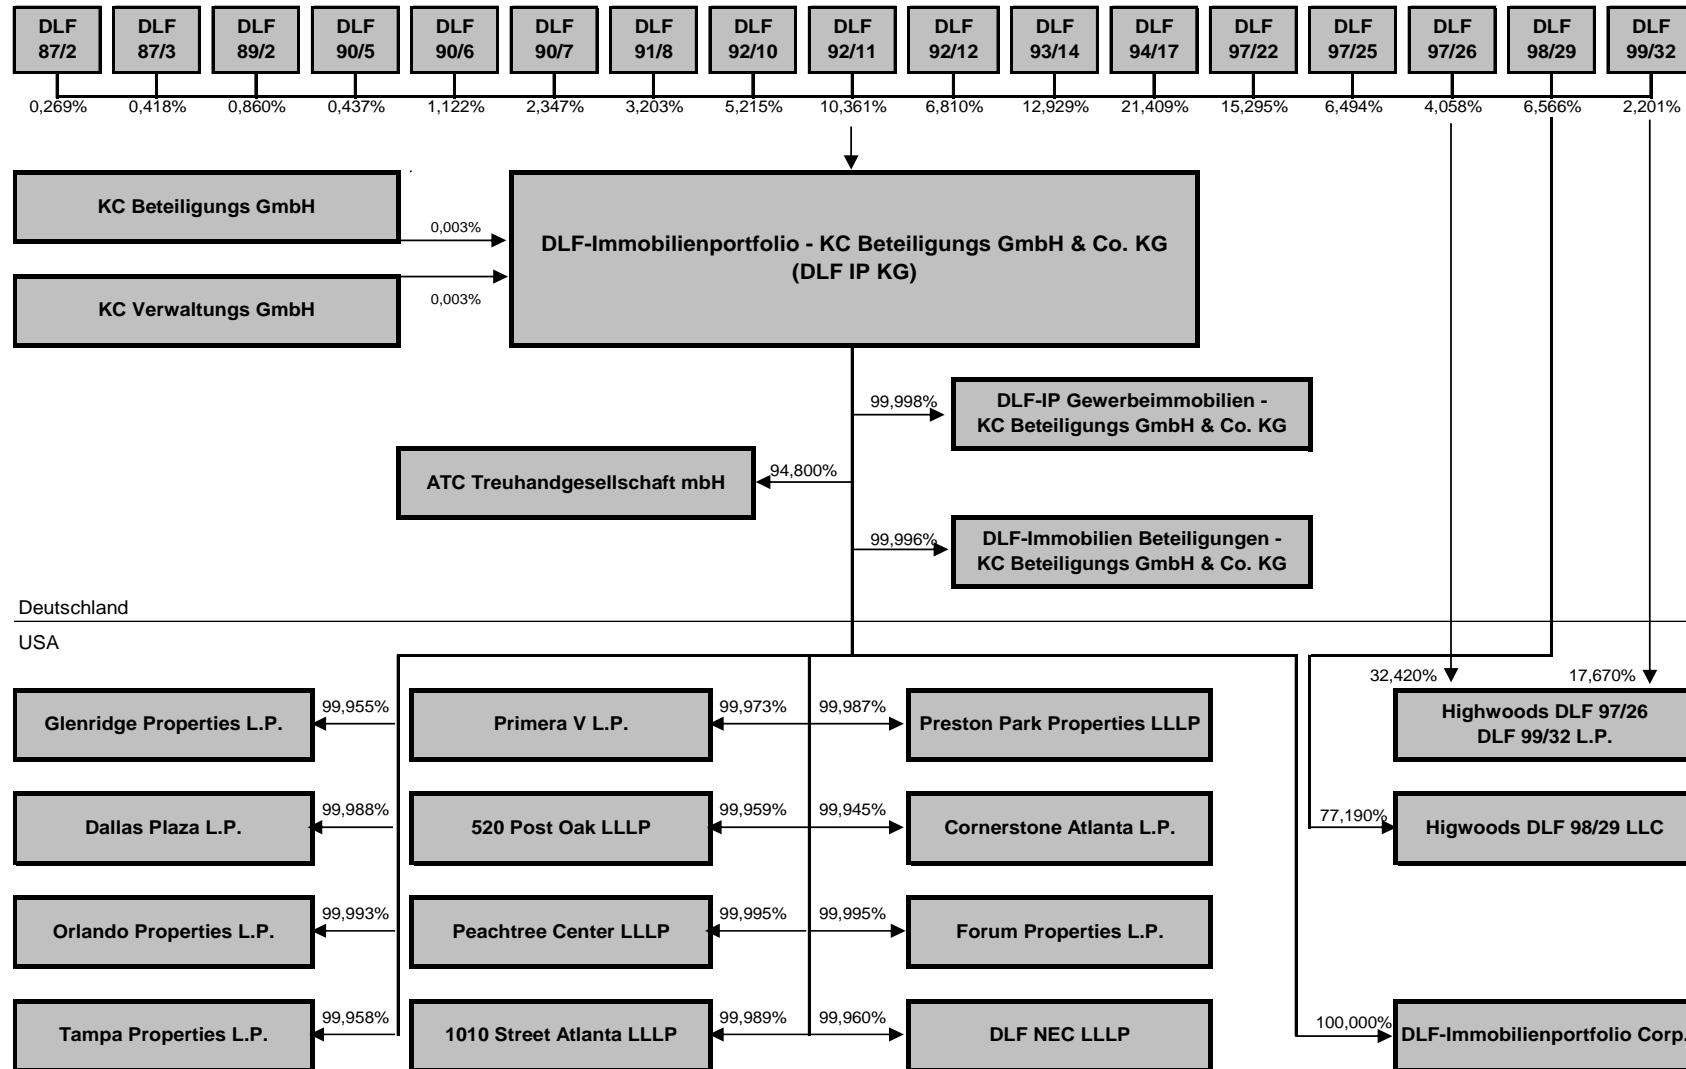 DLF
87/2
DLF
87/3
DLF
89/2
DLF
90/5
DLF
90/6
DLF
90/7
DLF
91/8
DLF
92/10
DLF
92/11
DLF
92/12
DLF
93/14
DLF
94/17
DLF
97/22
DLF
97/25
DLF
97/26
DLF
98/29
DLF
99/32
0,269%
0,418%
0,860%
0,437%
1,122%
2,347%
3,203%
5,215%
10,361%
6,810%
12,929%
21,409%
15,295%
6,494%
4,058%
6,566%
2,201%
KC Beteiligungs GmbH
0,003%
KC Verwaltungs GmbH
0,003%
DLF-Immobilienportfolio - KC Beteiligungs GmbH & Co. KG
(DLF IP KG)
99,998%
DLF-IP Gewerbeimmobilien -
KC Beteiligungs GmbH & Co. KG
ATC Treuhandgesellschaft mbH
94,800%
99,996%
DLF-Immobilien Beteiligungen -
KC Beteiligungs GmbH & Co. KG
Deutschland
USA
32,420%
17,670%
Glenridge Properties L.P.
99,955%
Primera V L.P.
99,973%
99,987%
Preston Park Properties LLLP
Highwoods DLF 97/26
DLF 99/32 L.P.
Dallas Plaza L.P.
99,988%
520 Post Oak LLLP
99,959%
99,945%
Cornerstone Atlanta L.P.
77,190%
Higwoods DLF 98/29 LLC
Orlando Properties L.P.
99,993%
Peachtree Center LLLP
99,995%
99,995%
Forum Properties L.P.
Tampa Properties L.P.
99,958%
1010 Street Atlanta LLLP
99,989%
99,960%
DLF NEC LLLP
100,000%
DLF-Immobilienportfolio Corp.